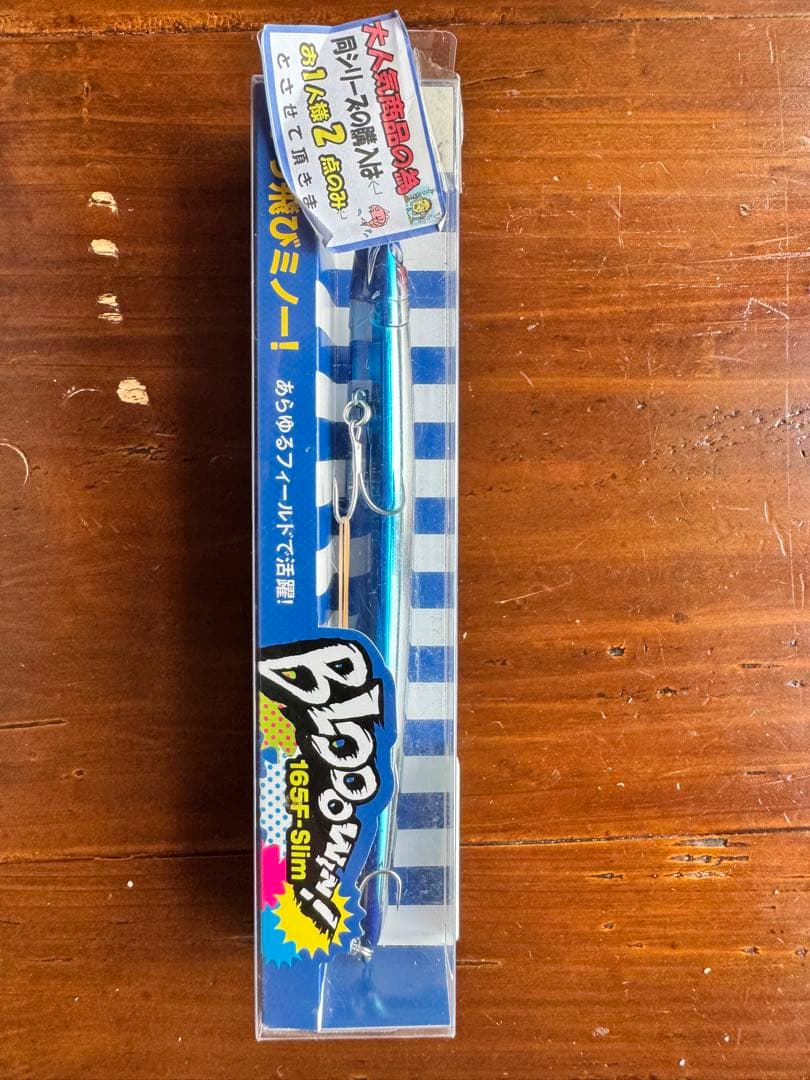 大人気商品の為
同シリーズの購入は
お1人様2点のみ
とさせて頂きま
飛びミノー!
あらゆるフィールドで活躍!
BlooowiN!
165F-Slim